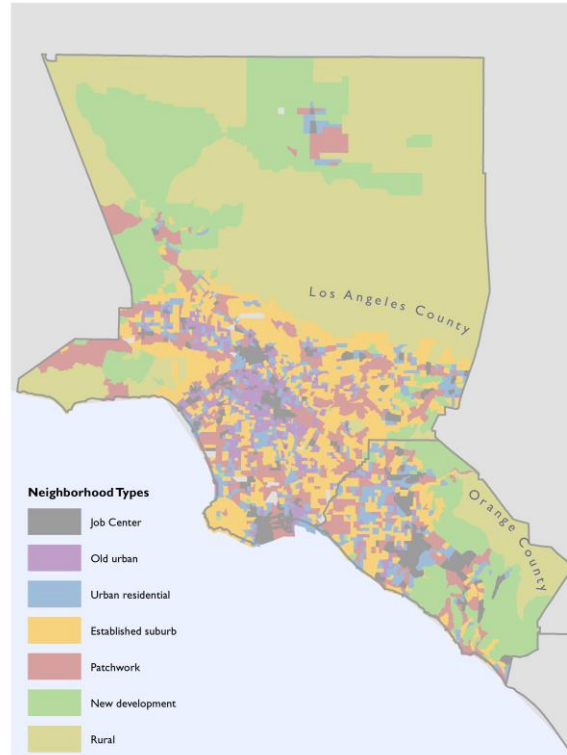 Los Angeles County
Orange County
Neighborhood Types
Job Center
Old urban
Urban residential
Established suburb
Patchwork
New development
Rural